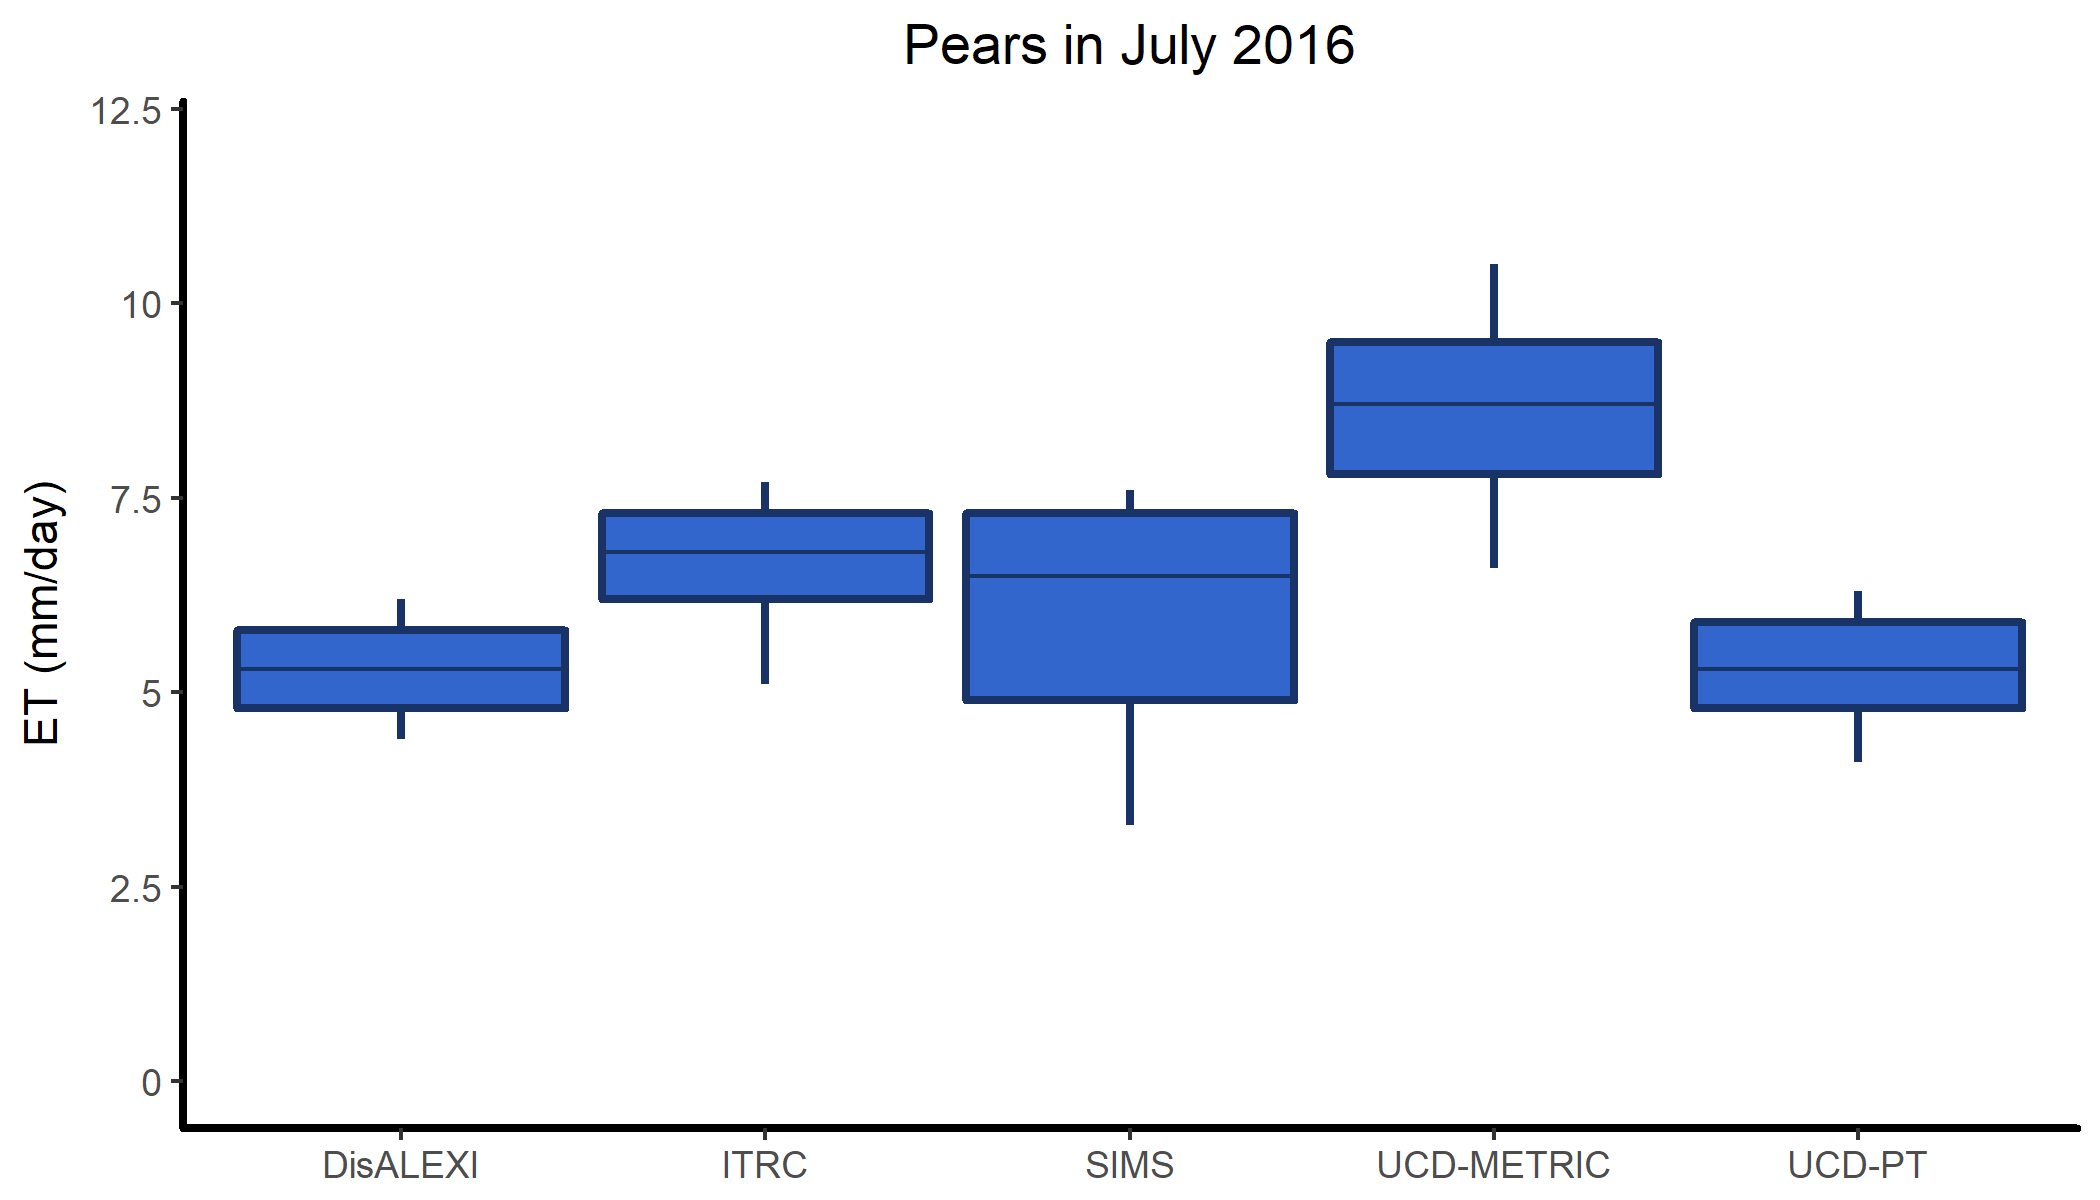 Pears in July 2016
12.5
10
7.5
5
2.5
0
ET (mm/day)
DisALEXI ITRC SIMS UCD-METRIC UCD-PT